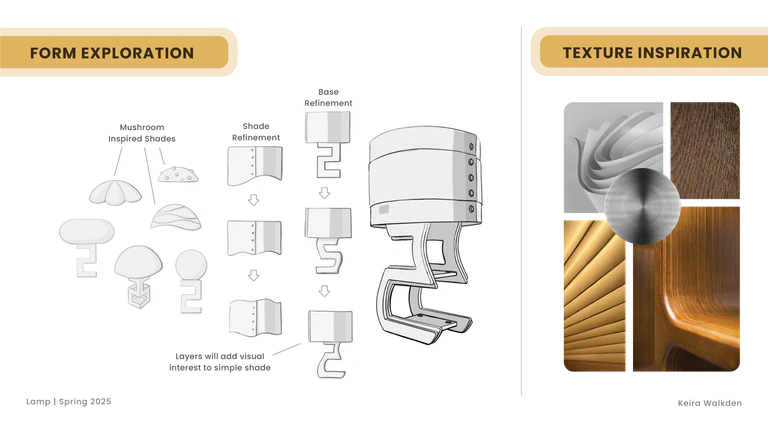 FORM EXPLORATION
TEXTURE INSPIRATION
Mushroom
Inspired Shades
Shade
Refinement
Base
Refinement
Layers will add visual
interest to simple shade
Lamp | Spring 2025
Keira Walkden